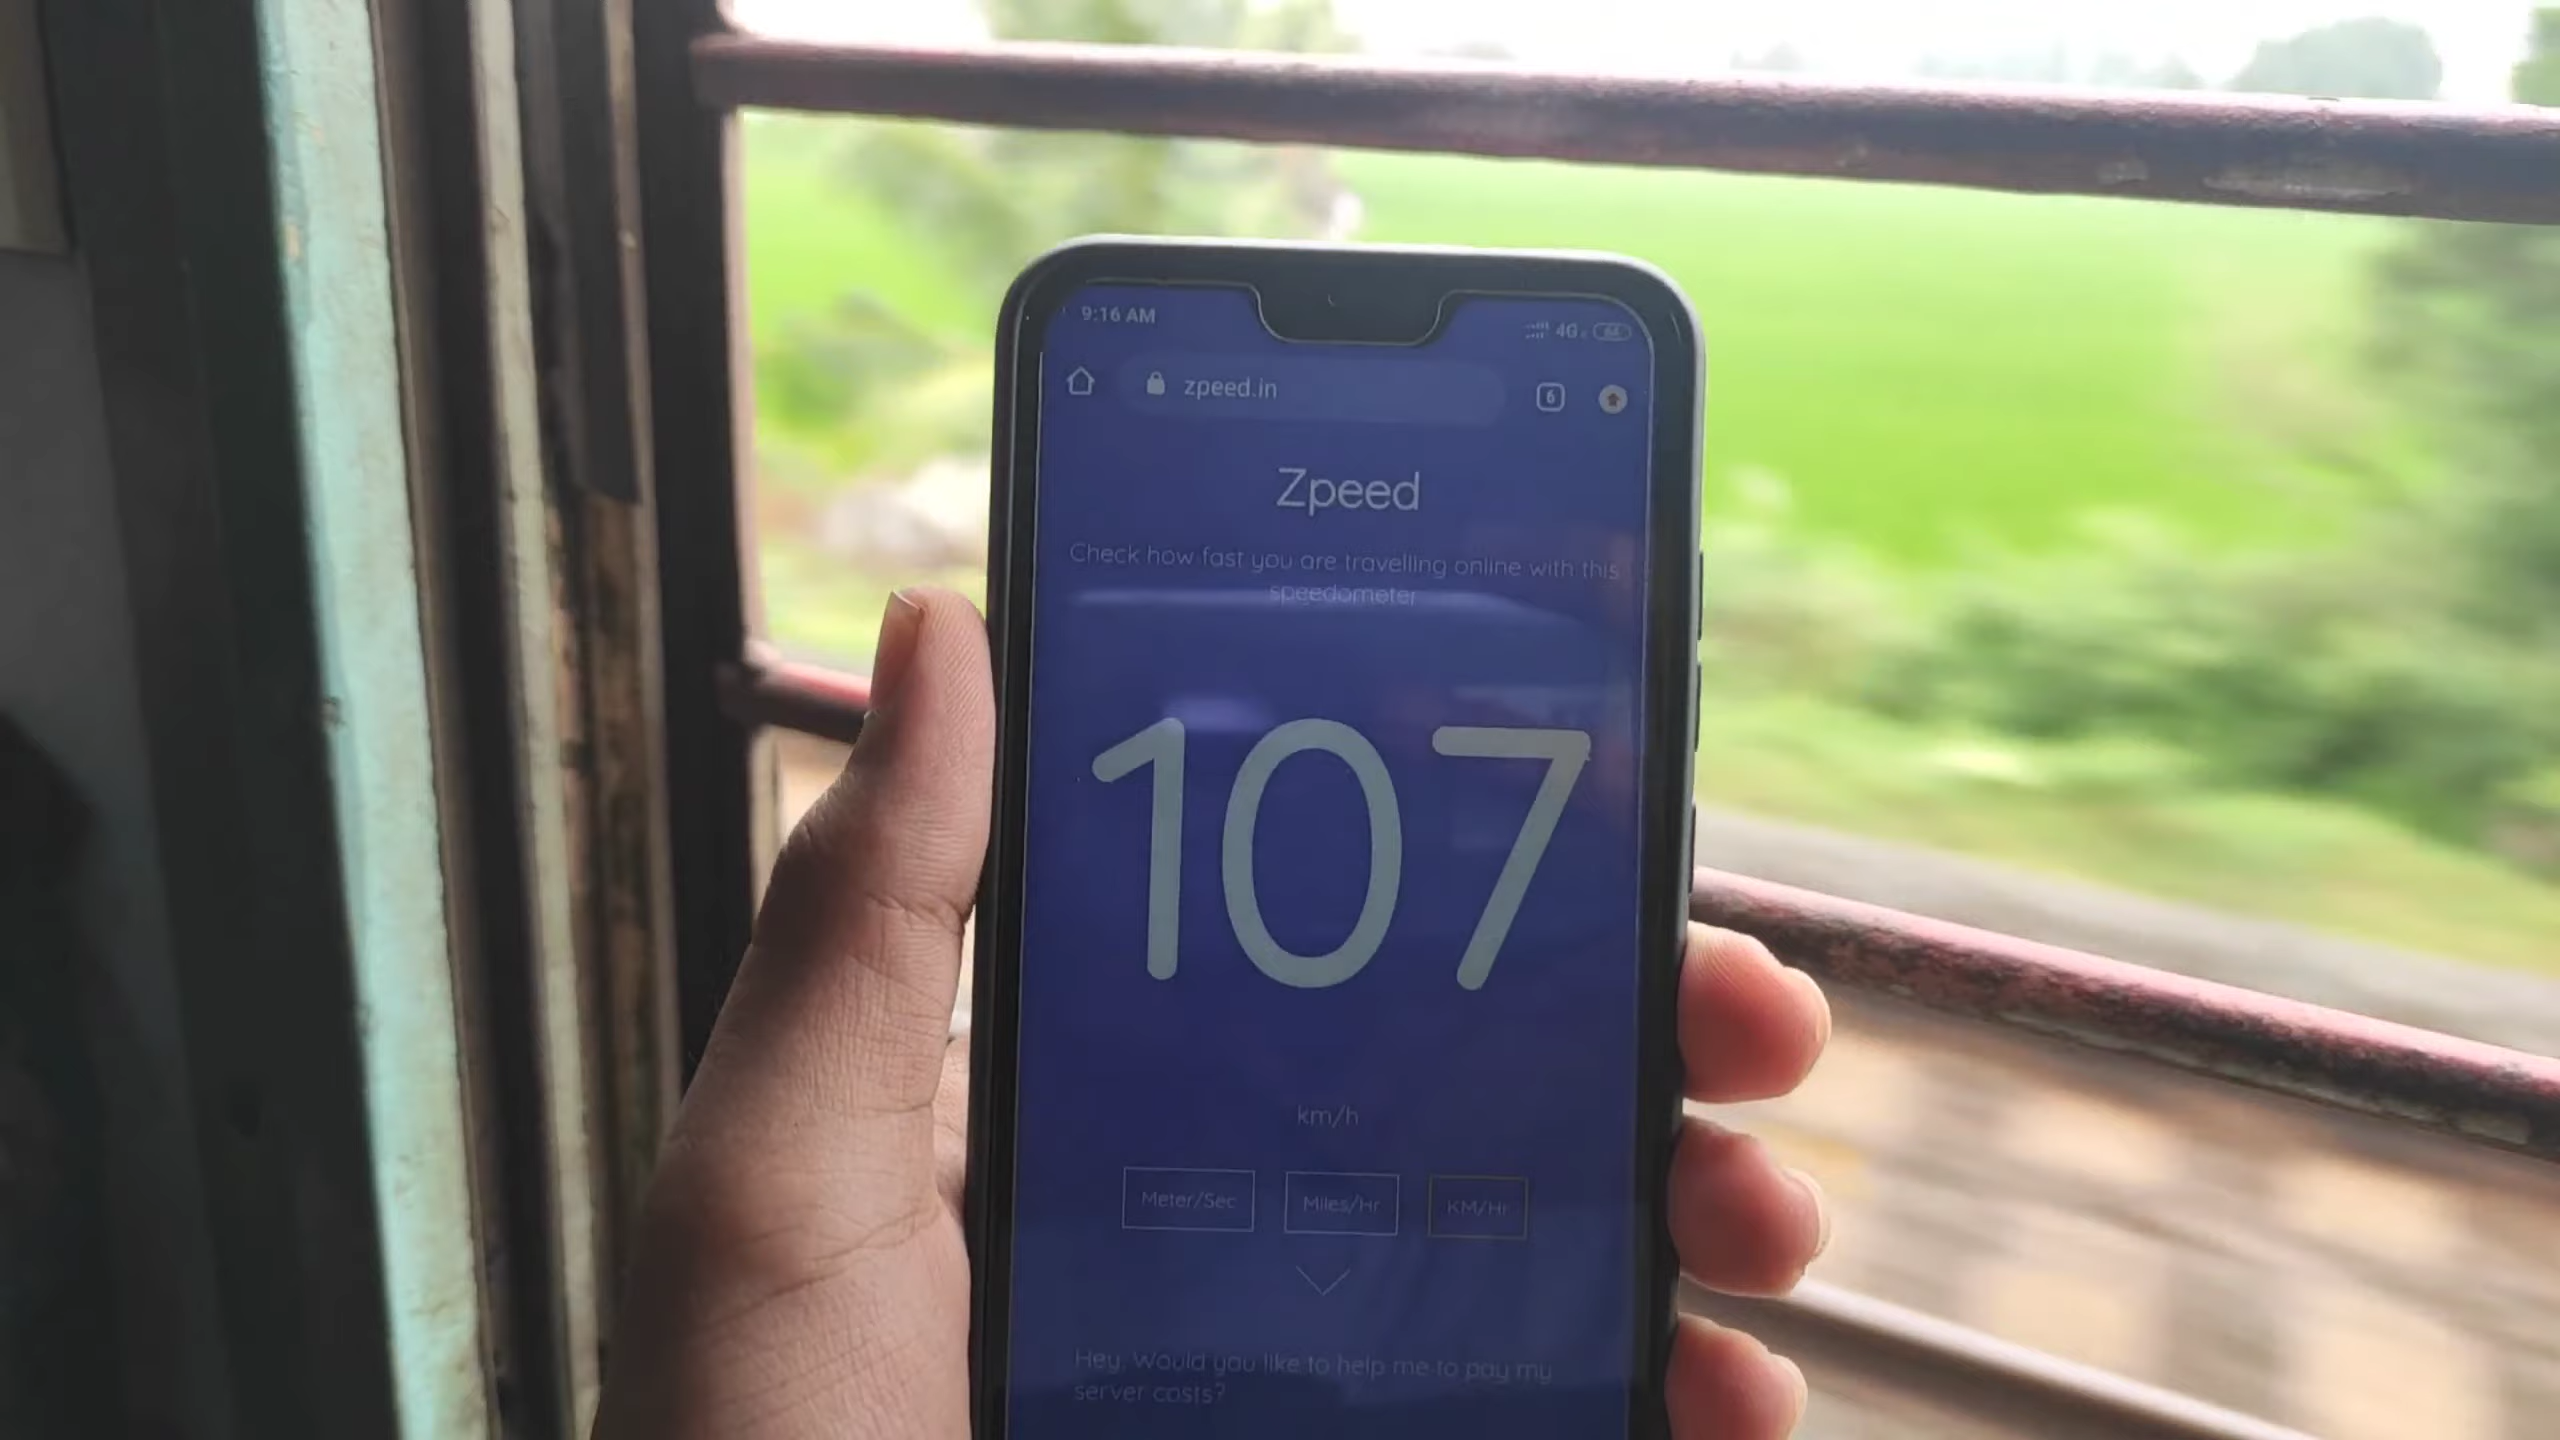 9:16 AM 4G 44
zpeed.in 6
Zpeed
Check how fast you are travelling online with this
speedometer
107
km/h
Meter/Sec Miles/Hr KM/Hr
Hey, Would you like to help me to pay my
server costs?